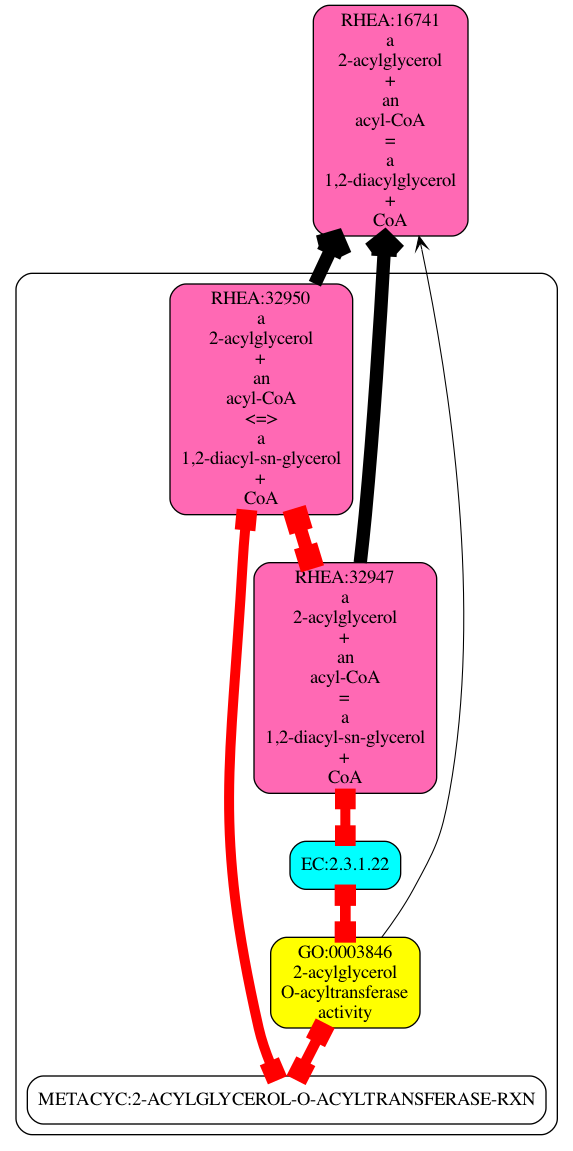 RHEA:16741
a
2-acylglycerol
+
an
acyl-CoA
=
a
1,2-diacylglycerol
+
CoA
RHEA:32950
a
2-acylglycerol
+
an
acyl-CoA
<=>
a
1,2-diacyl-sn-glycerol
+
CoA
RHEA:32947
a
2-acylglycerol
+
an
acyl-CoA
=
a
1,2-diacyl-sn-glycerol
+
CoA
EC:2.3.1.22
GO:0003846
2-acylglycerol
O-acyltransferase
activity
METACYC:2-ACYLGLYCEROL-O-ACYLTRANSFERASE-RXN